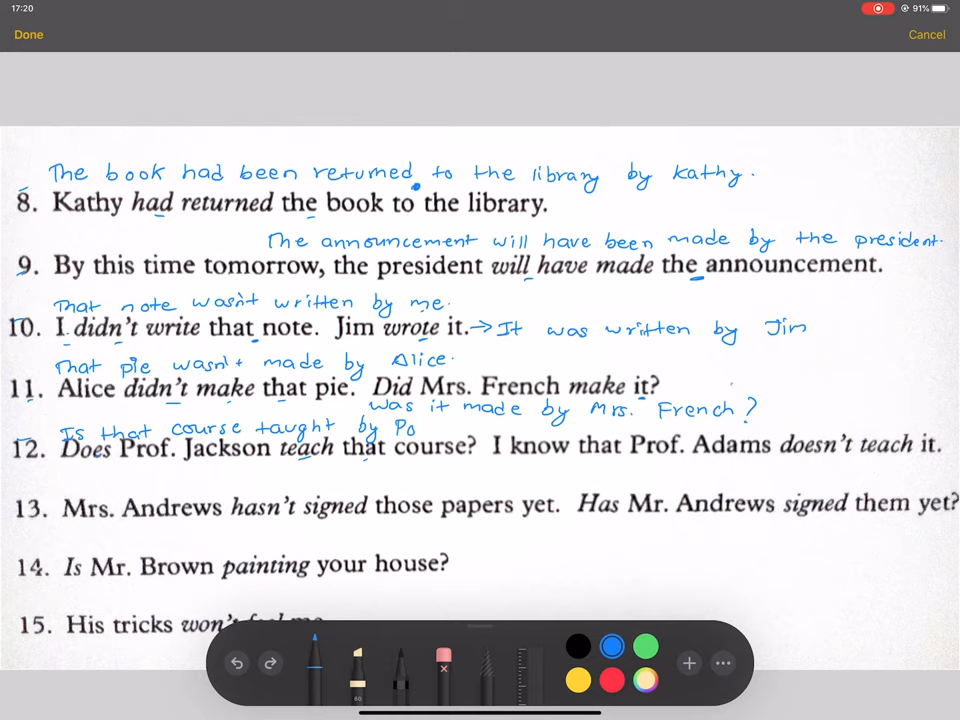 17:20
91%
Done
Cancel
The book had been returned to the library by Kathy.
8. Kathy had returned the book to the library.
The announcement will have been made by the president.
9. By this time tomorrow, the president will have made the announcement.
That note wasn't written by me.
10. I didn't write that note. Jim wrote it. → It was written by Jim
That pie wasn't made by Alice.
11. Alice didn't make that pie. Did Mrs. French make it?
Was it made by Mrs. French?
Is that course taught by Po
12. Does Prof. Jackson teach that course? I know that Prof. Adams doesn't teach it.
13. Mrs. Andrews hasn't signed those papers yet. Has Mr. Andrews signed them yet?
14. Is Mr. Brown painting your house?
15. His tricks won't